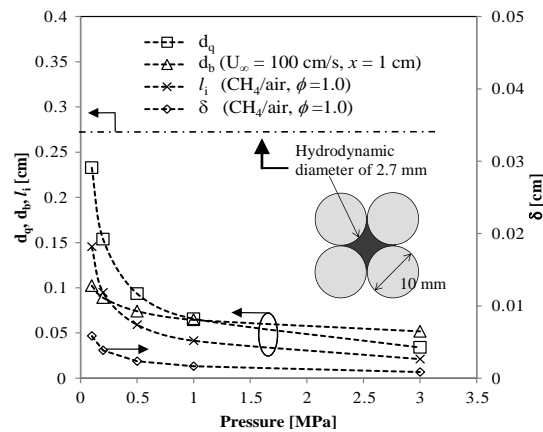 0.4
0.35
0.3
0.25
0.2
0.15
0.1
0.05
0
d_q, d_b, l_i [cm]
d_q
d_b (U_∞ = 100 cm/s, x = 1 cm)
l_i (CH_4/air, ϕ=1.0)
δ (CH_4/air, ϕ=1.0)
Hydrodynamic
diameter of 2.7 mm
10 mm
0.05
0.04
0.03
0.02
0.01
0
δ [cm]
0 0.5 1 1.5 2 2.5 3 3.5
Pressure [MPa]